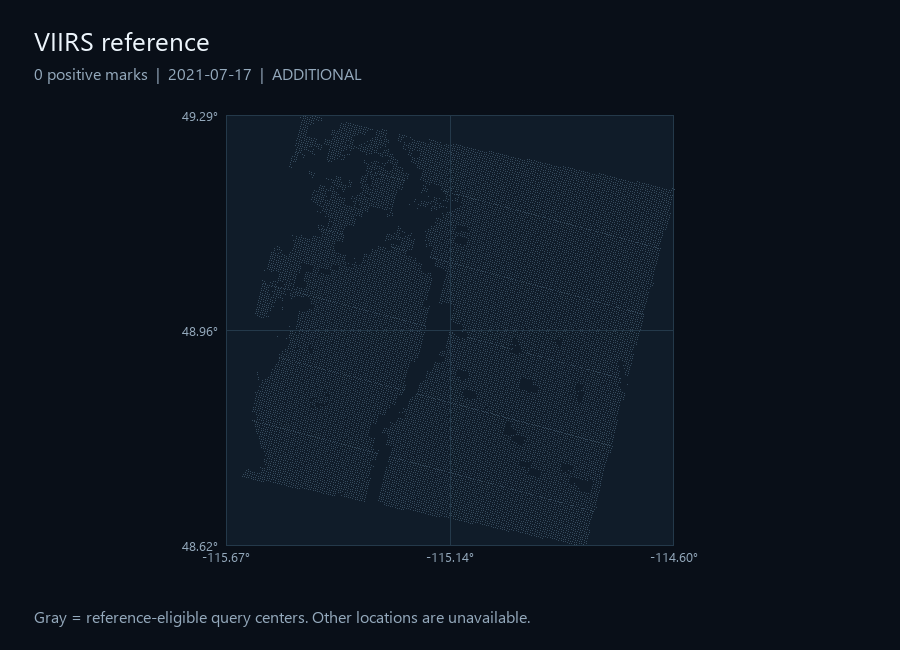 VIIRS reference
0 positive marks | 2021-07-17 | ADDITIONAL
49.29°
48.96°
48.62°
-115.67°
-115.14°
-114.60°
Gray = reference-eligible query centers. Other locations are unavailable.